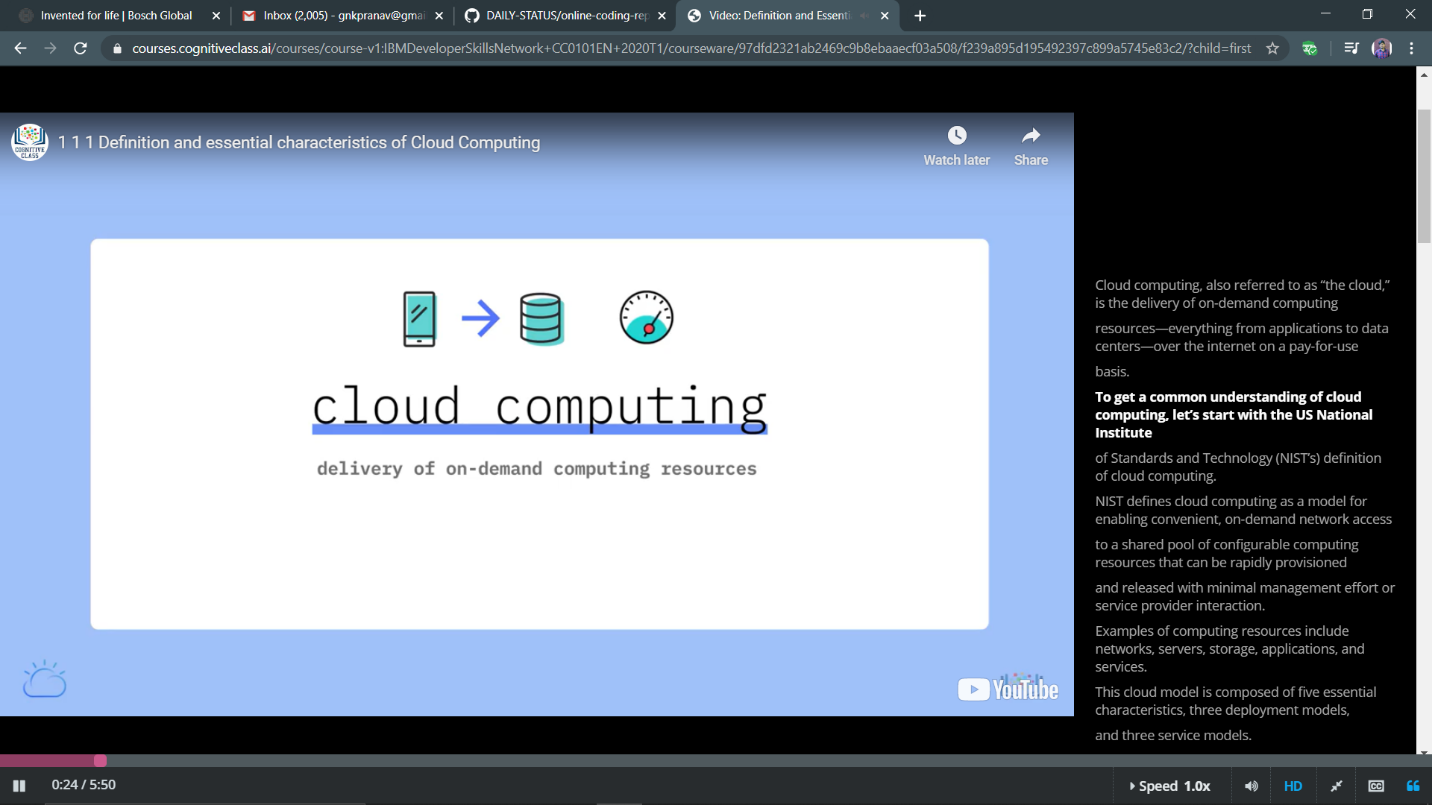 Invented for life | Bosch Global
Inbox (2,005) - gnkpranav@gmai
DAILY-STATUS/online-coding-rep
Video: Definition and Essenti
courses.cognitiveclass.ai/courses/course-v1:IBMDeveloperSkillsNetwork+CC0101EN+2020T1/courseware/97dfd2321ab2469c9b8ebaaecf03a508/f239a895d195492397c899a5745e83c2/?child=first
COGNITIVE CLASS
1 1 1 Definition and essential characteristics of Cloud Computing
Watch later
Share
cloud computing
delivery of on-demand computing resources
YouTube
Cloud computing, also referred to as “the cloud,”
is the delivery of on-demand computing
resources—everything from applications to data
centers—over the internet on a pay-for-use
basis.
To get a common understanding of cloud
computing, let’s start with the US National
Institute
of Standards and Technology (NIST’s) definition
of cloud computing.
NIST defines cloud computing as a model for
enabling convenient, on-demand network access
to a shared pool of configurable computing
resources that can be rapidly provisioned
and released with minimal management effort or
service provider interaction.
Examples of computing resources include
networks, servers, storage, applications, and
services.
This cloud model is composed of five essential
characteristics, three deployment models,
and three service models.
0:24 / 5:50
Speed 1.0x
HD
CC